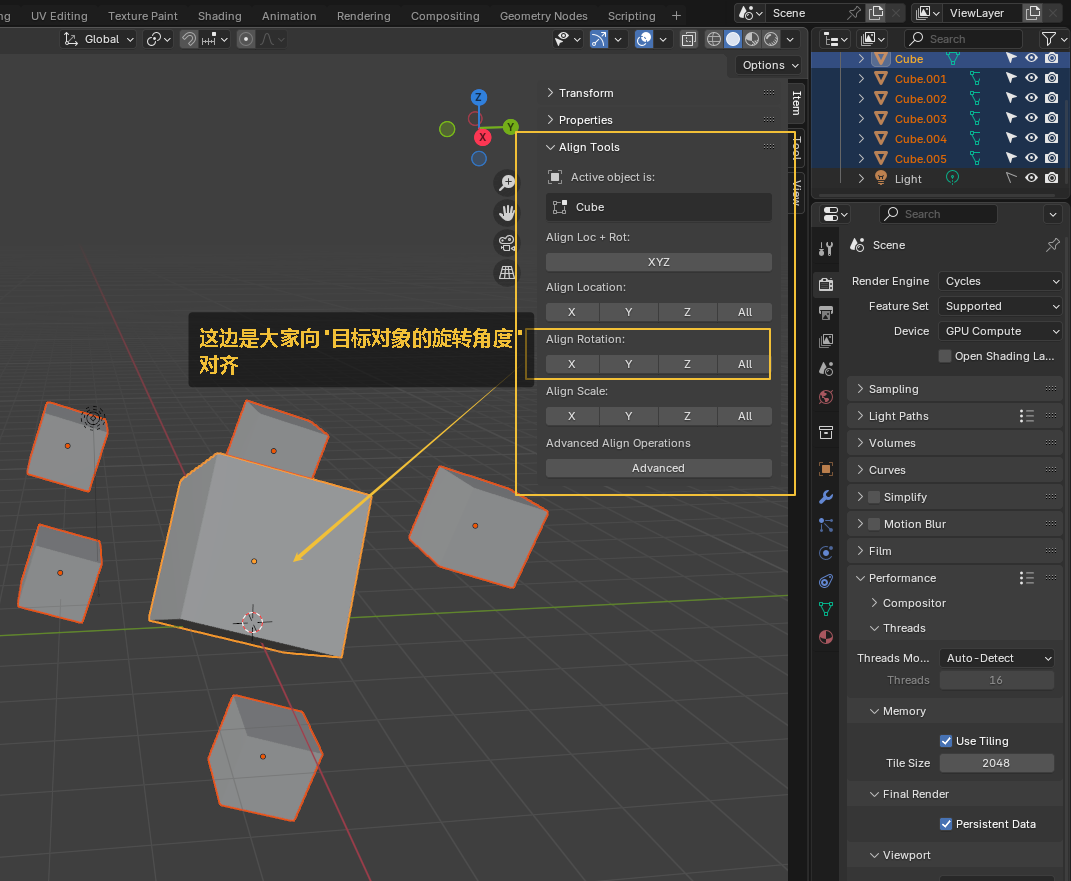 ng UV Editing Texture Paint Shading Animation Rendering Compositing Geometry Nodes Scripting + Scene ViewLayer
Global
Search
Options
Cube
Cube.001
Cube.002
Cube.003
Cube.004
Cube.005
Light
Z
Y
X
Item
Tool
View
Transform
Properties
Align Tools
Active object is:
Cube
Align Loc + Rot:
XYZ
Align Location:
X Y Z All
Align Rotation:
X Y Z All
Align Scale:
X Y Z All
Advanced Align Operations
Advanced
这边是大家向"目标对象的旋转角度"
对齐
Search
Scene
Render Engine Cycles
Feature Set Supported
Device GPU Compute
Open Shading La...
Sampling
Light Paths
Volumes
Curves
Simplify
Motion Blur
Film
Performance
Compositor
Threads
Threads Mo... Auto-Detect
Threads 16
Memory
Use Tiling
Tile Size 2048
Final Render
Persistent Data
Viewport